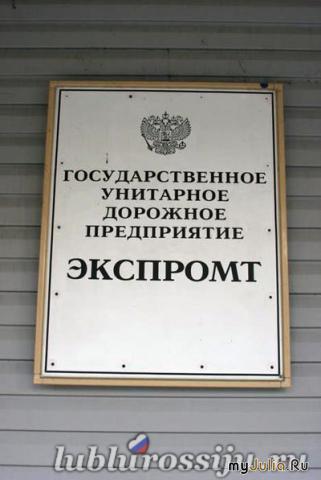 ГОСУДАРСТВЕННОЕ
УНИТАРНОЕ
ДОРОЖНОЕ
ПРЕДПРИЯТИЕ
ЭКСПРОМТ
lublurossiju.ru
myJulia.Ru